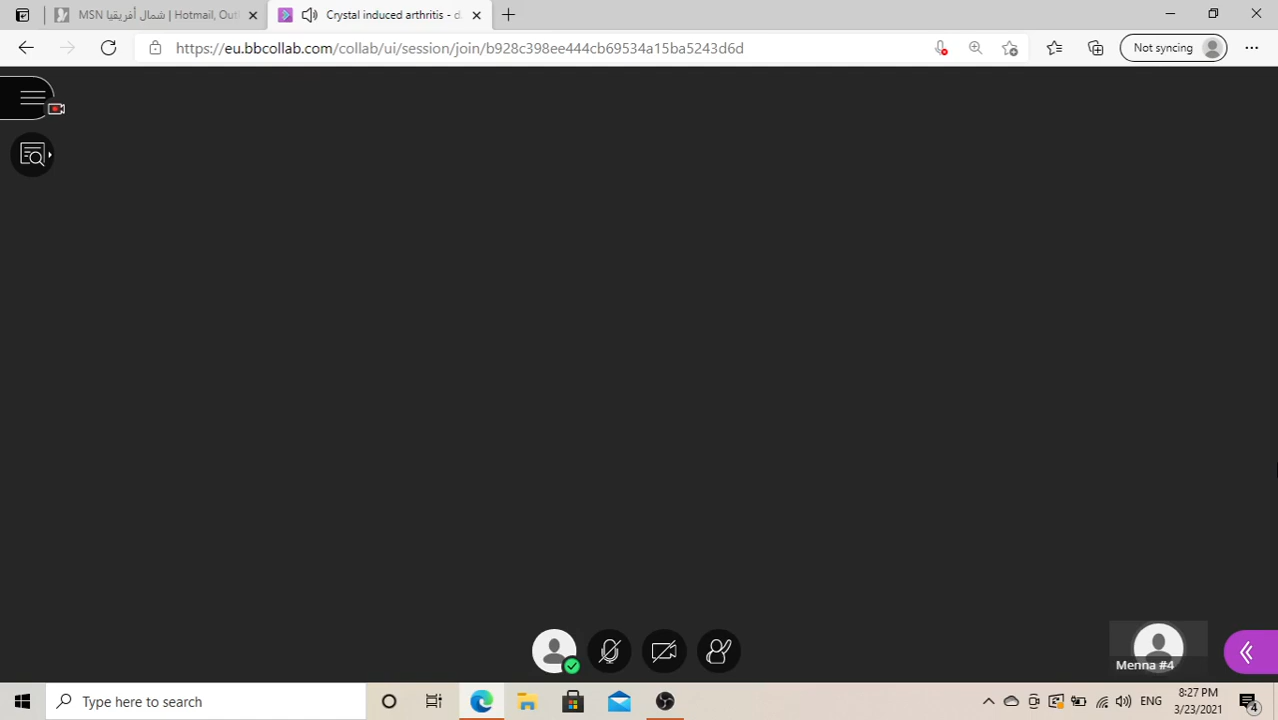 MSN شمال أفريقيا | Hotmail, Outl
Crystal induced arthritis - d
https://eu.bbcollab.com/collab/ui/session/join/b928c398ee444cb69534a15ba5243d6d
Not syncing
Menna #4
Type here to search
ENG
8:27 PM
3/23/2021
4